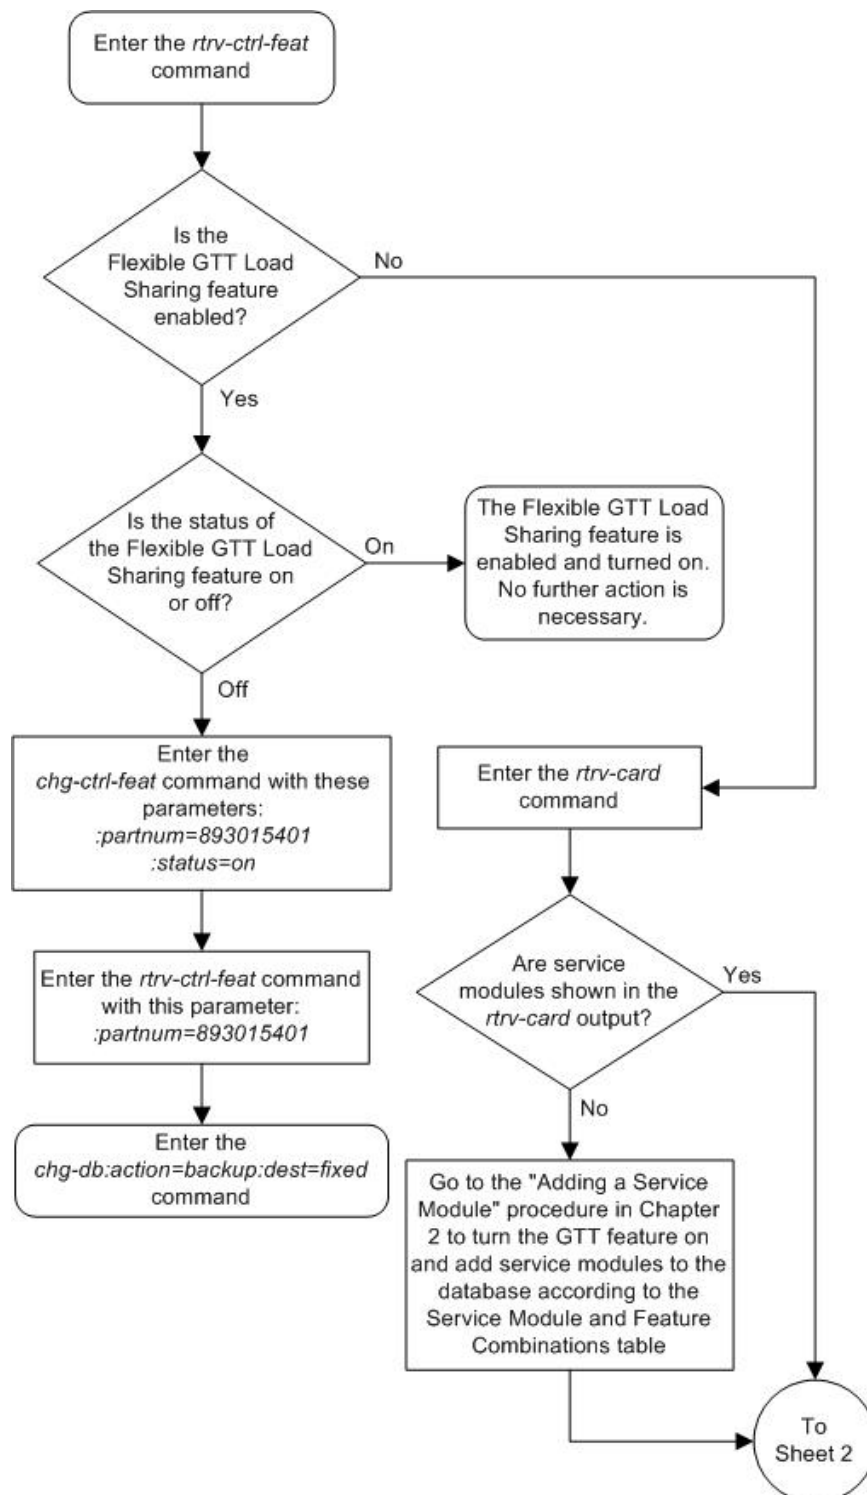 Enter the rtrv-ctrl-feat
command
Is the
Flexible GTT Load
Sharing feature
enabled?
No
Yes
Is the status of
the Flexible GTT Load
Sharing feature on
or off?
On
The Flexible GTT Load
Sharing feature is
enabled and turned on.
No further action is
necessary.
Off
Enter the
chg-ctrl-feat command with these
parameters:
:partnum=893015401
:status=on
Enter the rtrv-ctrl-feat command
with this parameter:
:partnum=893015401
Enter the
chg-db:action=backup:dest=fixed
command
Enter the rtrv-card
command
Are service
modules shown in the
rtrv-card output?
Yes
No
Go to the "Adding a Service
Module" procedure in Chapter
2 to turn the GTT feature on
and add service modules to the
database according to the
Service Module and Feature
Combinations table
To
Sheet 2